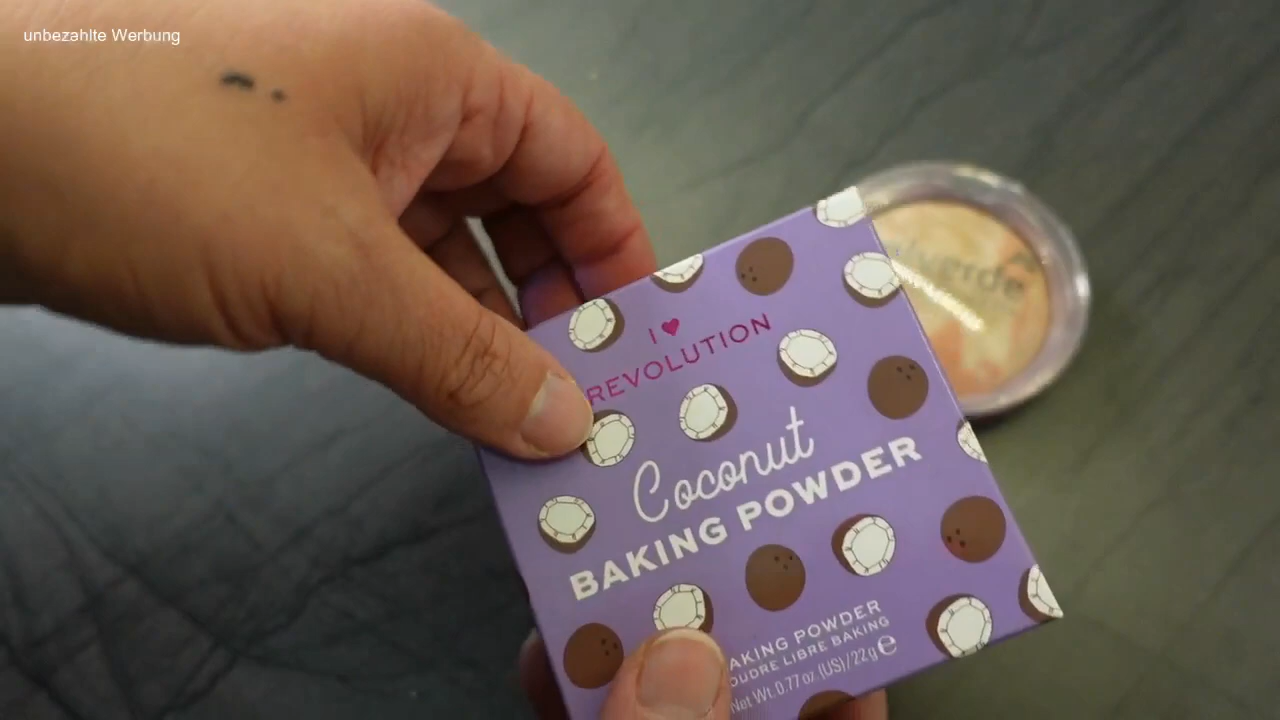 unbezahlte Werbung
I ♥
REVOLUTION
Coconut
BAKING POWDER
AKING POWDER
OUDRE LIBRE BAKING
Net Wt. 0.77 oz. (US)/22g e